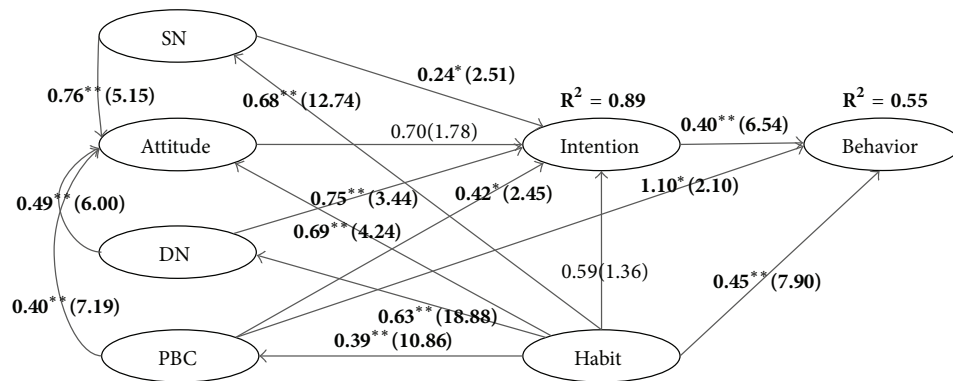 SN
0.24*(2.51)
0.76**(5.15)
0.68**(12.74)
R² = 0.89
R² = 0.55
0.40**(6.54)
Attitude
0.70(1.78)
Intention
Behavior
0.49**(6.00)
0.75**(3.44)
0.42*(2.45)
1.10*(2.10)
0.69**(4.24)
DN
0.59(1.36)
0.45**(7.90)
0.40**(7.19)
0.63**(18.88)
0.39**(10.86)
PBC
Habit